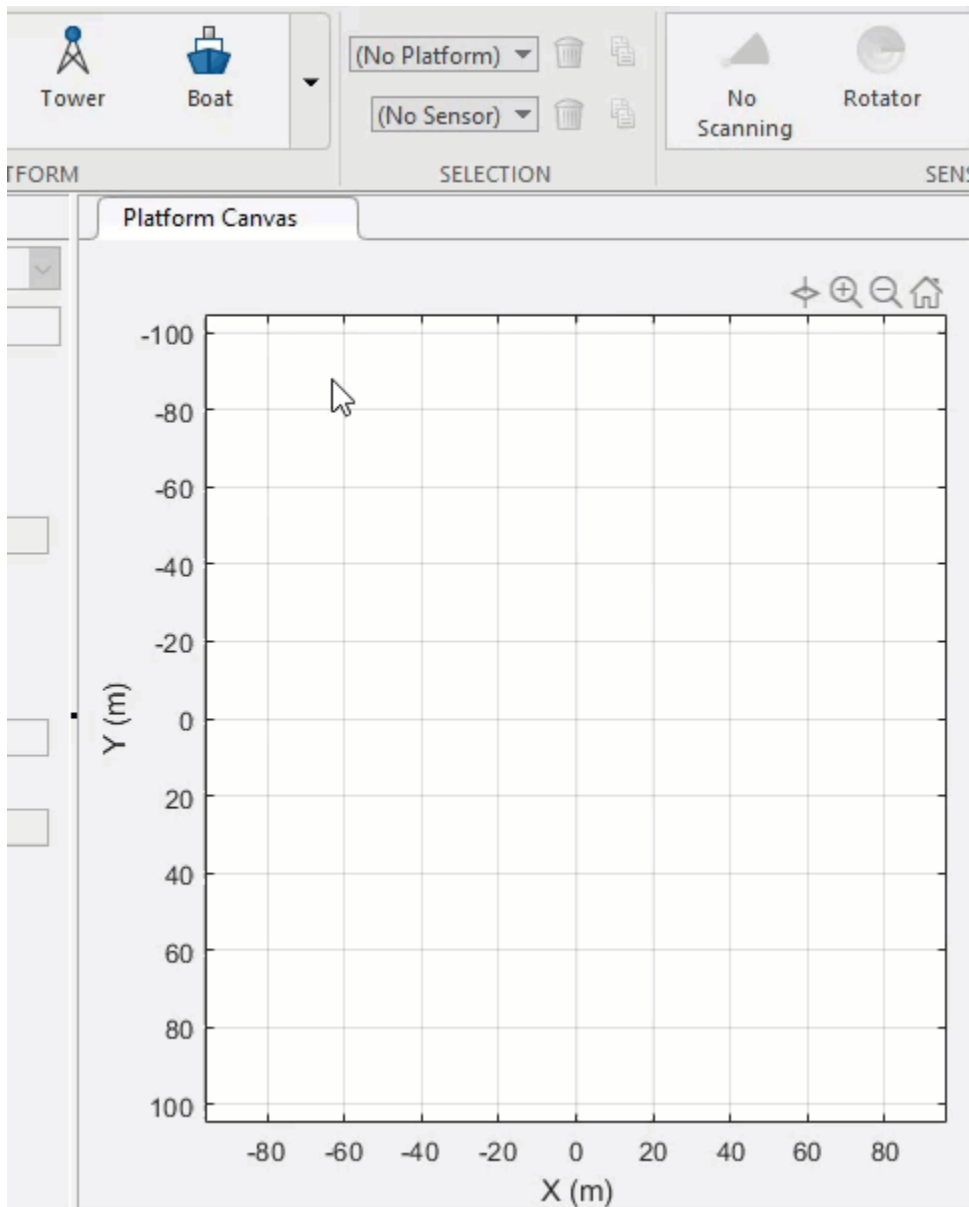 (No Platform)
Tower Boat No Rotator
(No Sensor) Scanning
TFORM SELECTION SENS
Platform Canvas
-100
-80
-60
-40
-20
0
20
40
60
80
100
Y (m)
-80 -60 -40 -20 0 20 40 60 80
X (m)